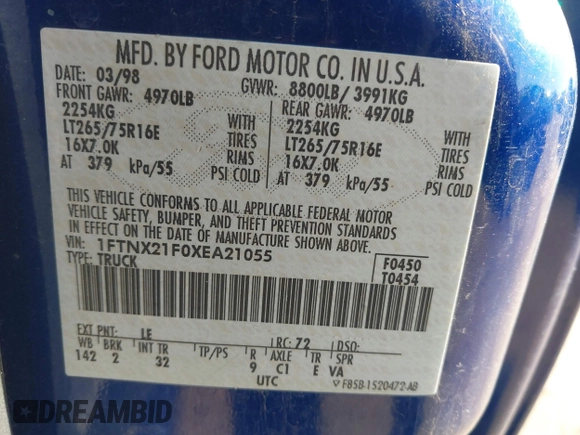 MFD. BY FORD MOTOR CO. IN U.S.A.
DATE: 03/98 GVWR: 8800LB/ 3991KG
FRONT GAWR: 4970LB REAR GAWR: 4970LB
2254KG WITH 2254KG WITH
LT265/75R16E TIRES LT265/75R16E TIRES
16X7.0K RIMS 16X7.0K RIMS
AT 379 kPa/55 PSI COLD AT 379 kPa/55 PSI COLD
THIS VEHICLE CONFORMS TO ALL APPLICABLE FEDERAL MOTOR
VEHICLE SAFETY, BUMPER, AND THEFT PREVENTION STANDARDS
IN EFFECT ON THE DATE OF MANUFACTURE SHOWN ABOVE.
VIN: 1FTNX21F0XEA21055 F0450
TYPE: TRUCK T0454
EXT PNT: LE RC: 72 DSO:
WB BRK INT TR TP/PS R AXLE TR SPR
142 2 32 9 C1 E VA
UTC F85B-1520472-AB
DREAMBID